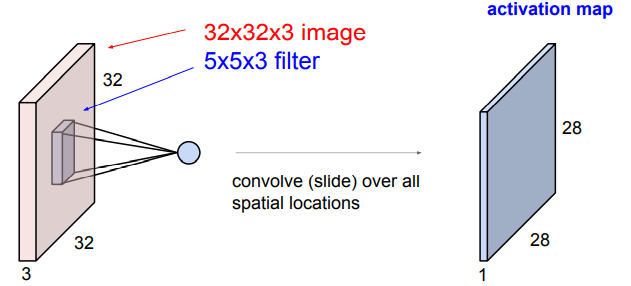 activation map
32x32x3 image
5x5x3 filter
32
28
convolve (slide) over all
spatial locations
32
28
3
1